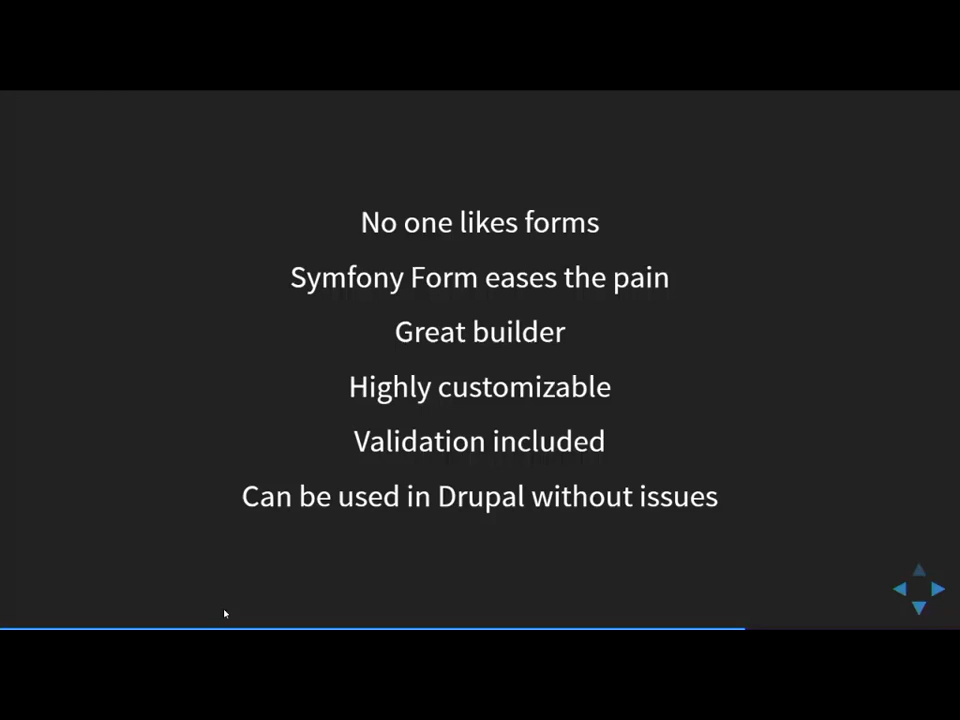 No one likes forms
Symfony Form eases the pain
Great builder
Highly customizable
Validation included
Can be used in Drupal without issues